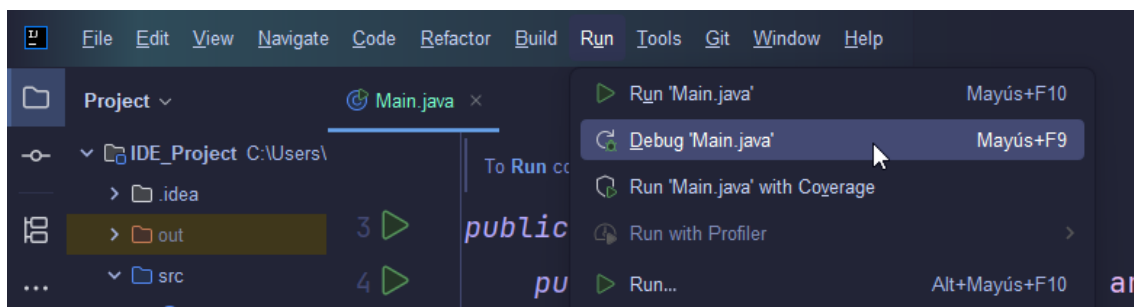 IJ File Edit View Navigate Code Refactor Build Run Tools Git Window Help
Project Main.java
Run 'Main.java' Mayús+F10
IDE_Project C:\Users\
Debug 'Main.java' Mayús+F9
To Run
.idea
Run 'Main.java' with Coverage
out
3 public
Run with Profiler
src
4 pu
Run... Alt+Mayús+F10